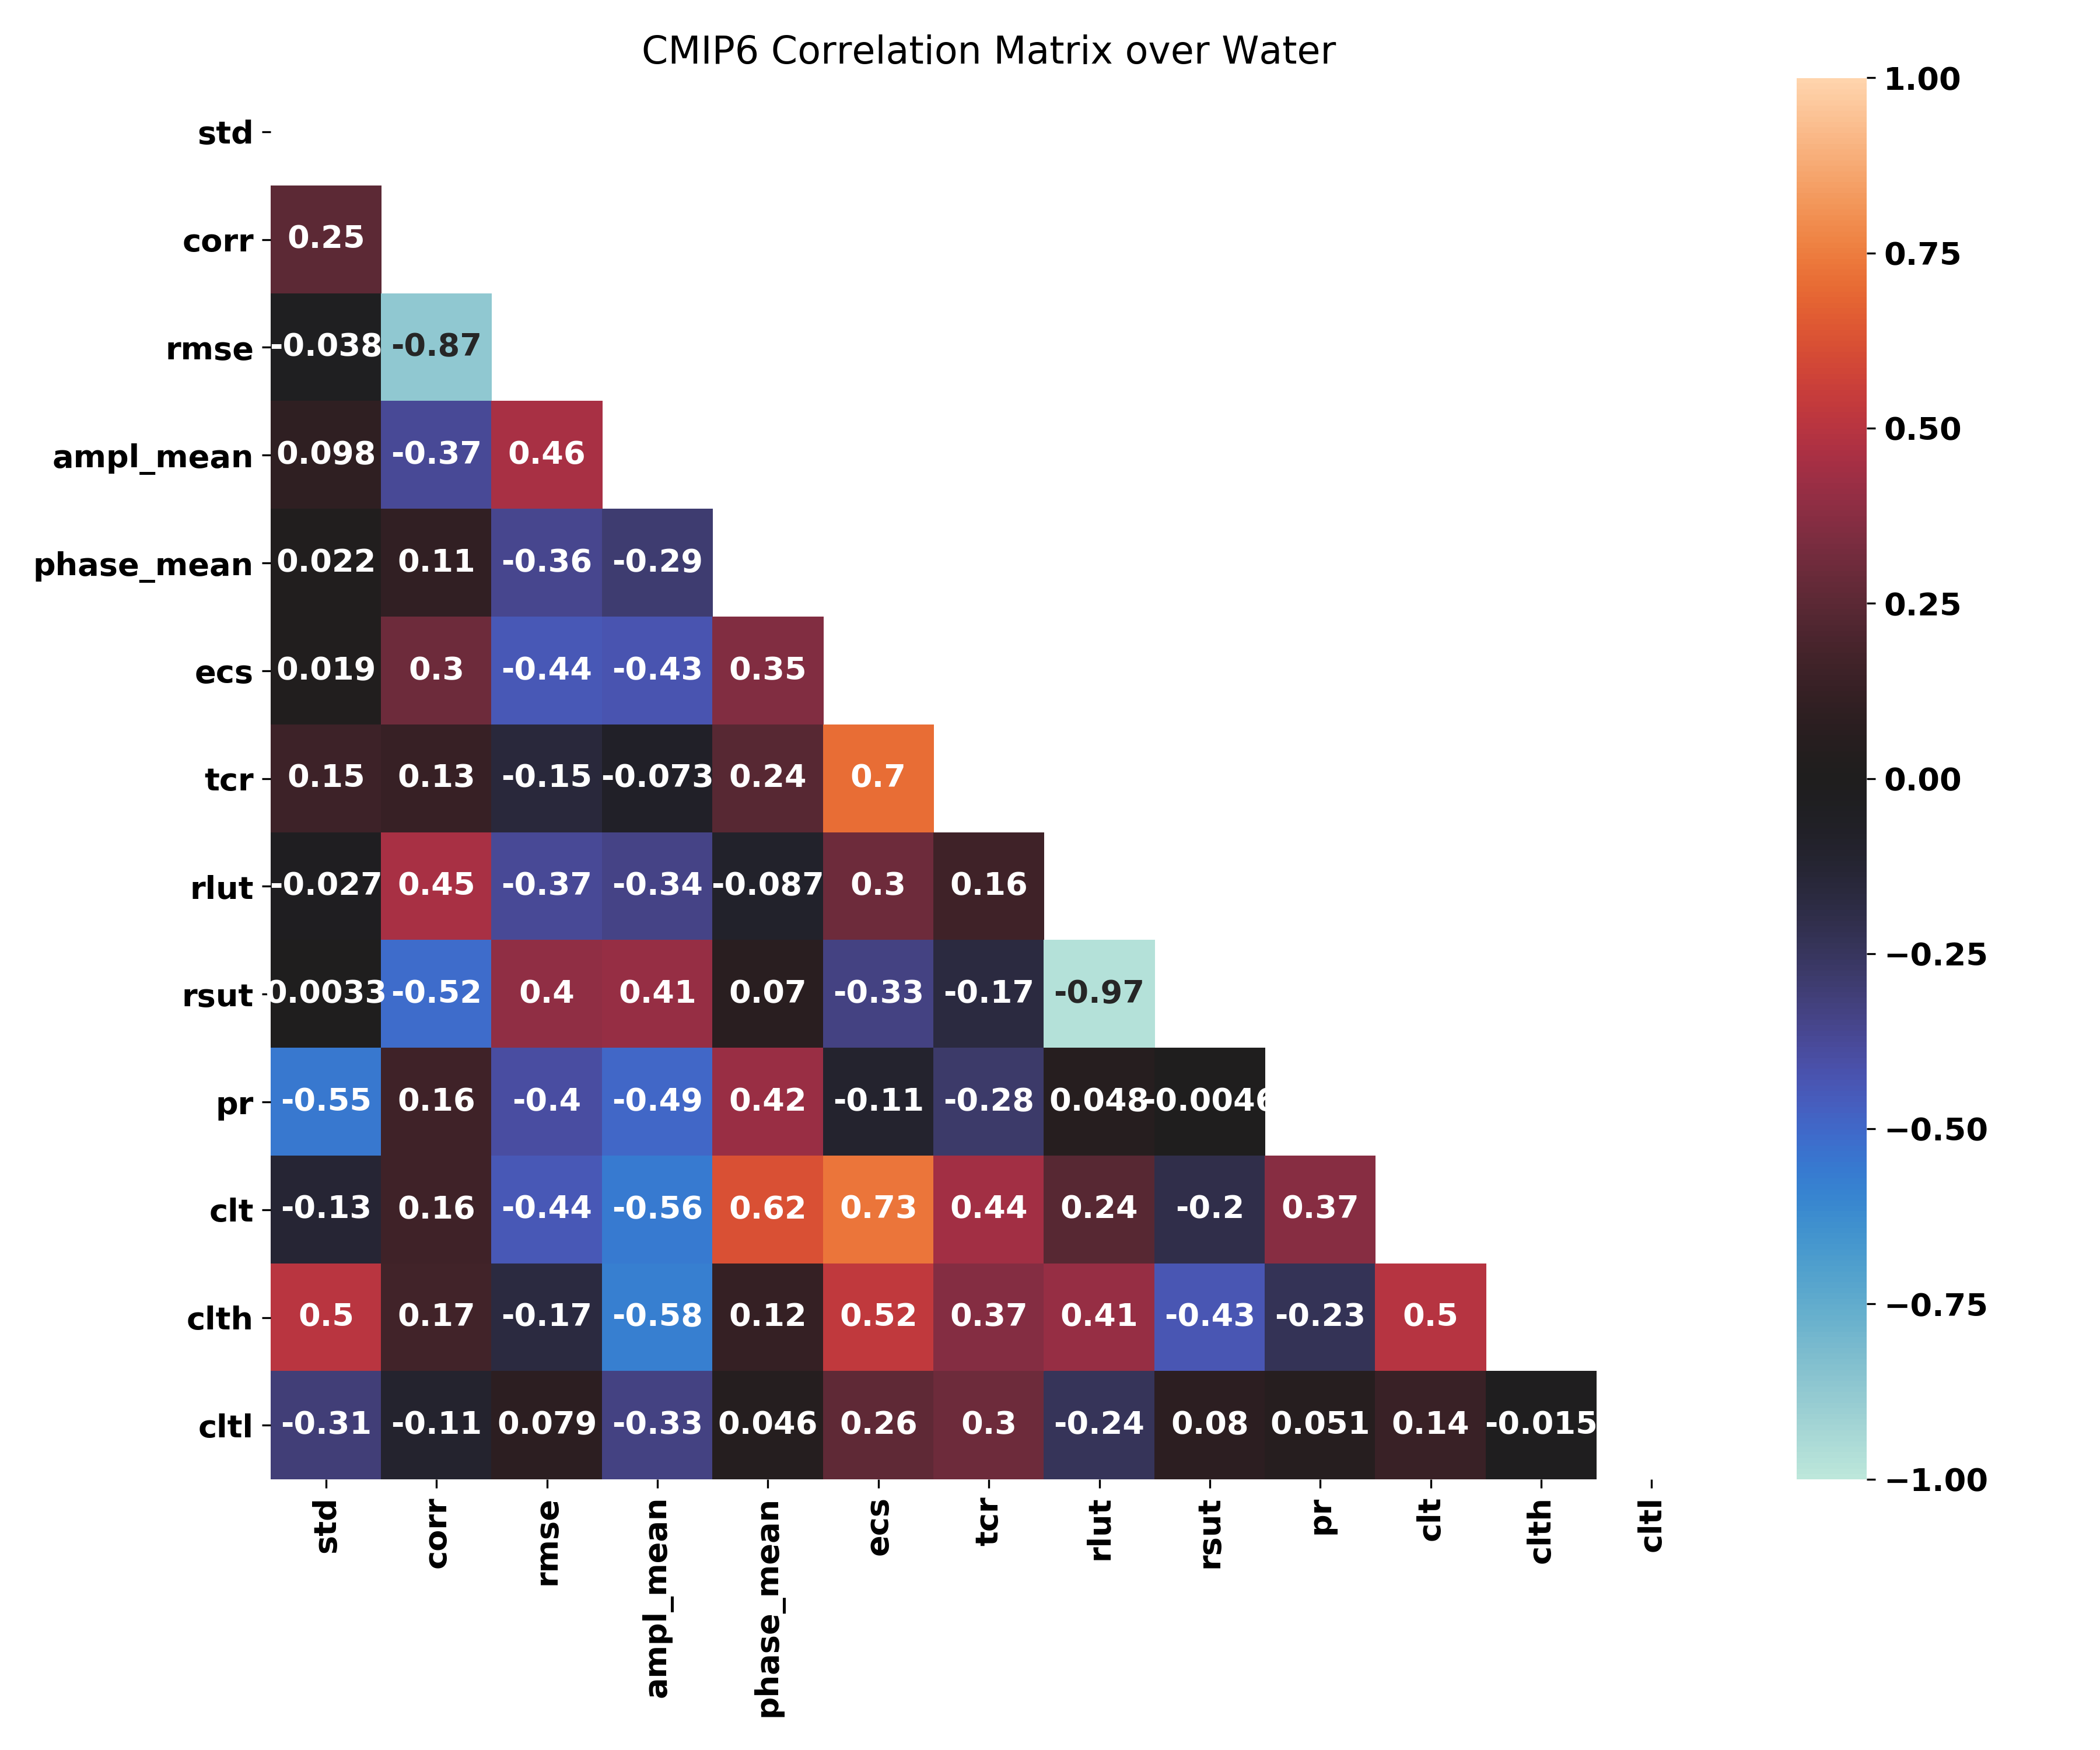 CMIP6 Correlation Matrix over Water
std
corr 0.25
rmse -0.038 -0.87
ampl_mean 0.098 -0.37 0.46
phase_mean 0.022 0.11 -0.36 -0.29
ecs 0.019 0.3 -0.44 -0.43 0.35
tcr 0.15 0.13 -0.15 -0.073 0.24 0.7
rlut -0.027 0.45 -0.37 -0.34 -0.087 0.3 0.16
rsut 0.0033 -0.52 0.4 0.41 0.07 -0.33 -0.17 -0.97
pr -0.55 0.16 -0.4 -0.49 0.42 -0.11 -0.28 0.048 -0.0046
clt -0.13 0.16 -0.44 -0.56 0.62 0.73 0.44 0.24 -0.2 0.37
clth 0.5 0.17 -0.17 -0.58 0.12 0.52 0.37 0.41 -0.43 -0.23 0.5
cltl -0.31 -0.11 0.079 -0.33 0.046 0.26 0.3 -0.24 0.08 0.051 0.14 -0.015
std corr rmse ampl_mean phase_mean ecs tcr rlut rsut pr clt clth cltl
1.00
0.75
0.50
0.25
0.00
−0.25
−0.50
−0.75
−1.00